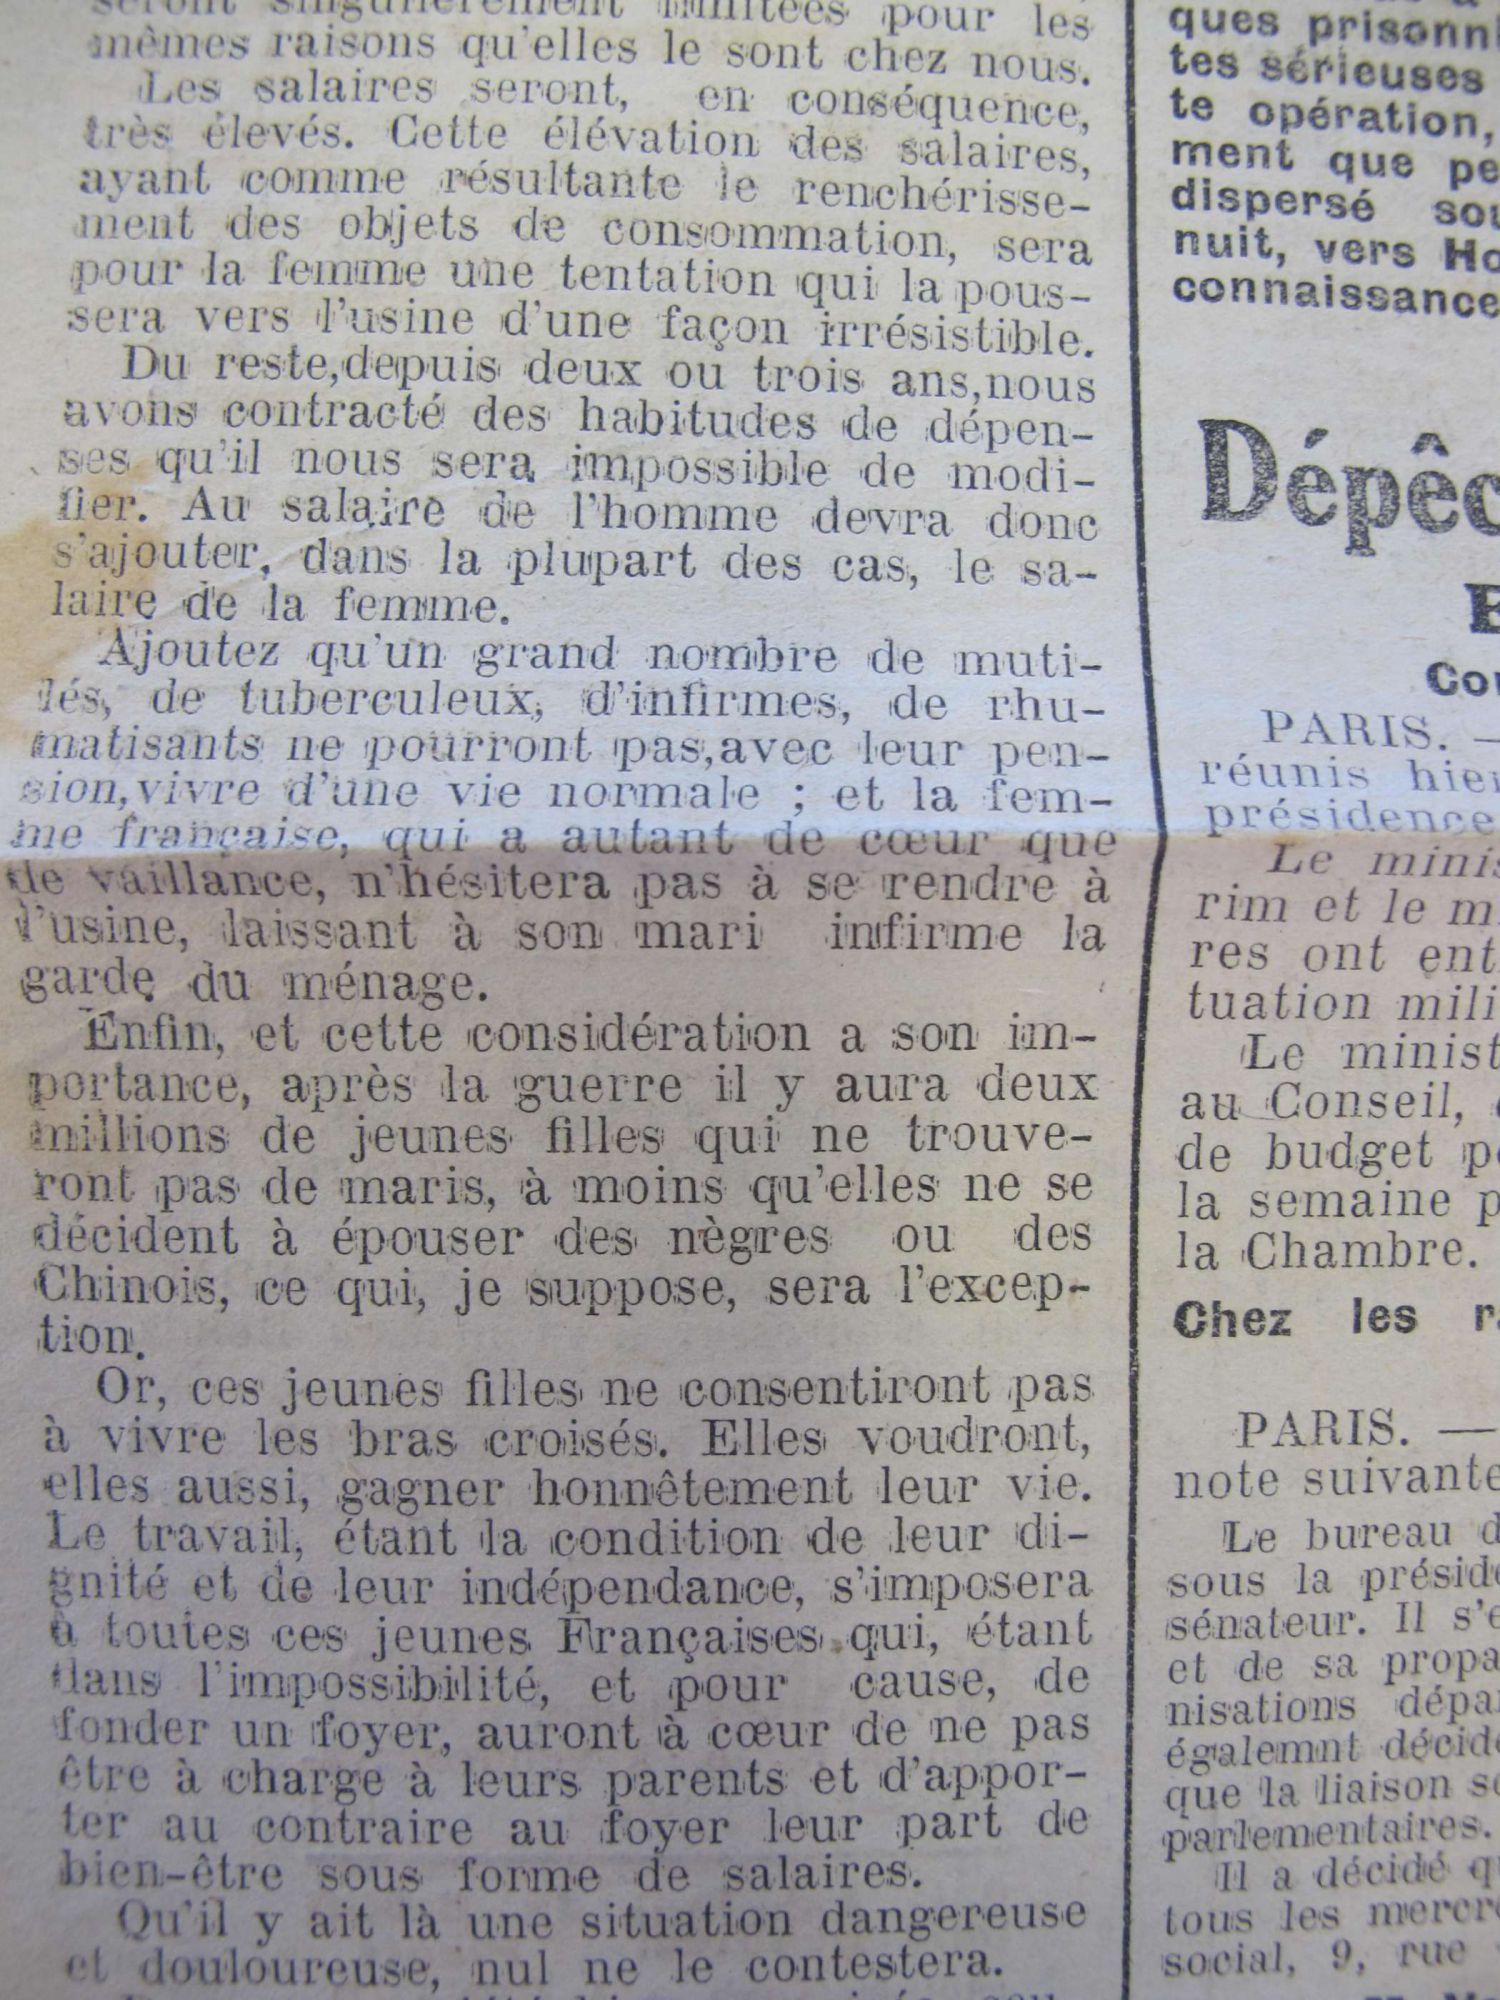 seront singulièrement limitées pour les
mêmes raisons qu'elles le sont chez nous.
Les salaires seront, en conséquence,
très élevés. Cette élévation des salaires,
ayant comme résultante le renchérisse-
ment des objets de consommation, sera
pour la femme une tentation qui la pous-
sera vers l'usine d'une façon irrésistible.
Du reste,depuis deux ou trois ans,nous
avons contracté des habitudes de dépen-
ses qu'il nous sera impossible de modi-
fier. Au salaire de l'homme devra donc
s'ajouter, dans la plupart des cas, le sa-
laire de la femme.
Ajoutez qu'un grand nombre de muti-
lés, de tuberculeux, d'infirmes, de rhu-
matisants ne pourront pas,avec leur pen-
sion,vivre d'une vie normale ; et la fem-
me française, qui a autant de cœur que
de vaillance, n'hésitera pas à se rendre à
l'usine, laissant à son mari infirme la
garde du ménage.
Enfin, et cette considération a son im-
portance, après la guerre il y aura deux
millions de jeunes filles qui ne trouve-
ront pas de maris, à moins qu'elles ne se
décident à épouser des nègres ou des
Chinois, ce qui, je suppose, sera l'excep-
tion.
Or, ces jeunes filles ne consentiront pas
à vivre les bras croisés. Elles voudront,
elles aussi, gagner honnêtement leur vie.
Le travail, étant la condition de leur di-
gnité et de leur indépendance, s'imposera
à toutes ces jeunes Françaises qui, étant
dans l'impossibilité, et pour cause, de
fonder un foyer, auront à cœur de ne pas
être à charge à leurs parents et d'appor-
ter au contraire au foyer leur part de
bien-être sous forme de salaires.
Qu'il y ait là une situation dangereuse
et douloureuse, nul ne le contestera.
ques prisonni
tes sérieuses
te opération,
ment que pe
dispersé sou
nuit, vers Ho
connaissance
Dépêc
E
Cou
PARIS. —
réunis hier
présidence
Le minis
rim et le m
res ont ent
tuation mili
Le minist
au Conseil,
de budget p
la semaine p
la Chambre.
Chez les ra
PARIS. —
note suivante
Le bureau d
sous la préside
sénateur. Il s'e
et de sa propa
nisations dépar
égalemnt décidé
que la liaison so
parlementaires.
Il a décidé q
tous les mercre
social, 9, rue